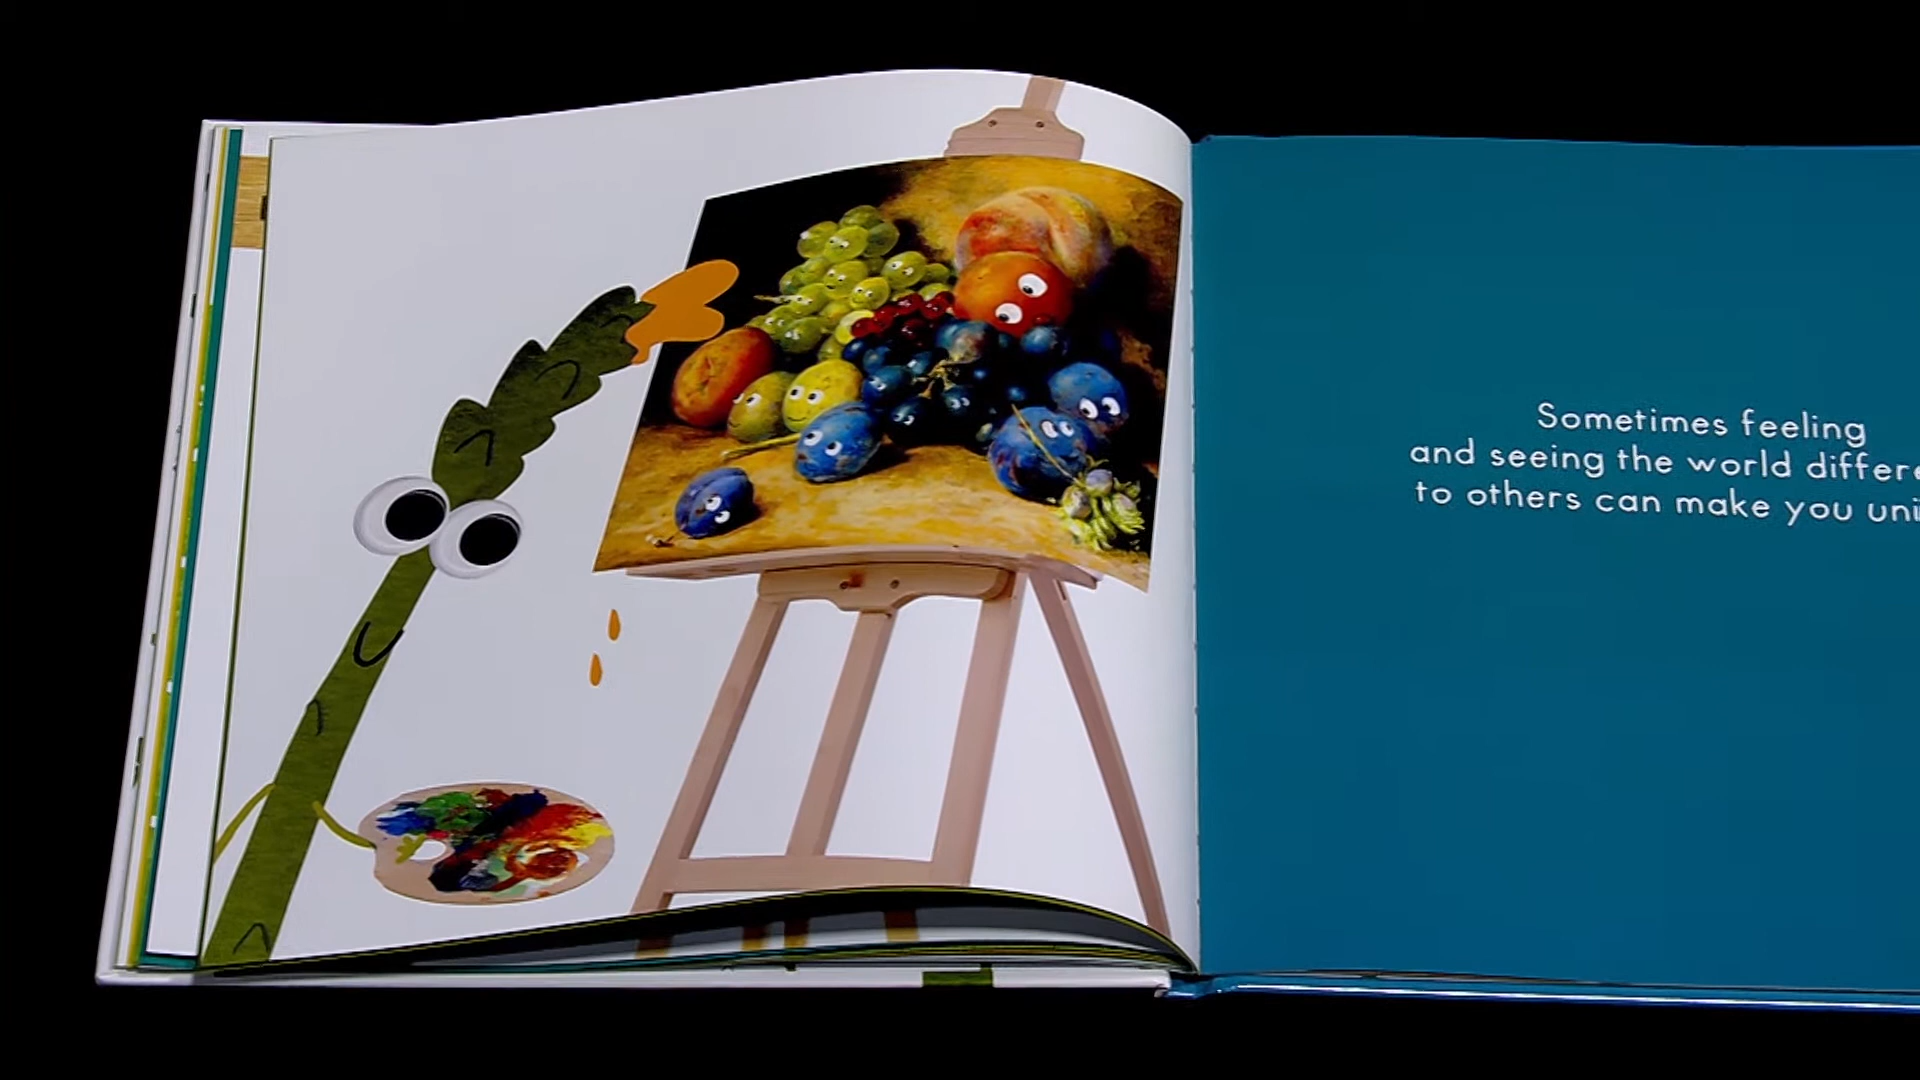 Sometimes feeling
and seeing the world
to others can make you